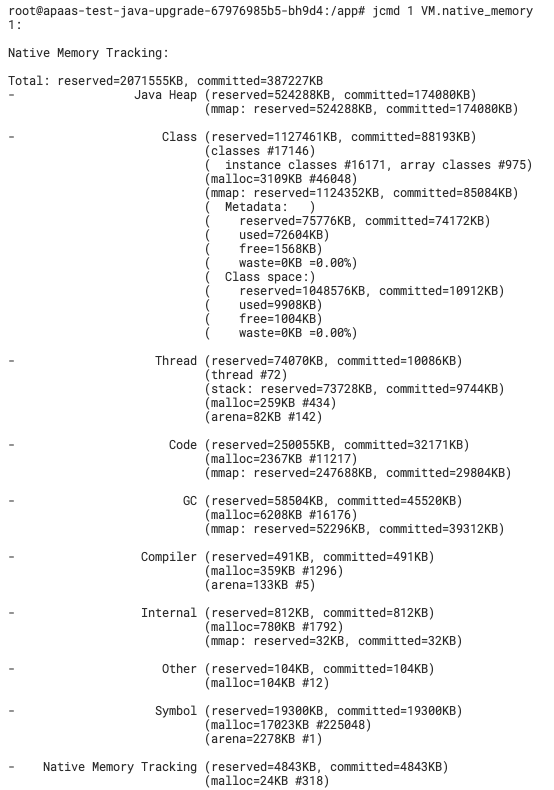 root@apaas-test-java-upgrade-67976985b5-bh9d4:/app# jcmd 1 VM.native_memory
1:

Native Memory Tracking:

Total: reserved=2071555KB, committed=387227KB
-                 Java Heap (reserved=524288KB, committed=174080KB)
                            (mmap: reserved=524288KB, committed=174080KB)

-                     Class (reserved=1127461KB, committed=88193KB)
                            (classes #17146)
                            (  instance classes #16171, array classes #975)
                            (malloc=3109KB #46048)
                            (mmap: reserved=1124352KB, committed=85084KB)
                            (  Metadata:   )
                            (    reserved=75776KB, committed=74172KB)
                            (    used=72604KB)
                            (    free=1568KB)
                            (    waste=0KB =0.00%)
                            (  Class space:)
                            (    reserved=1048576KB, committed=10912KB)
                            (    used=9908KB)
                            (    free=1004KB)
                            (    waste=0KB =0.00%)

-                    Thread (reserved=74070KB, committed=10086KB)
                            (thread #72)
                            (stack: reserved=73728KB, committed=9744KB)
                            (malloc=259KB #434)
                            (arena=82KB #142)

-                      Code (reserved=250055KB, committed=32171KB)
                            (malloc=2367KB #11217)
                            (mmap: reserved=247688KB, committed=29804KB)

-                        GC (reserved=58504KB, committed=45520KB)
                            (malloc=6208KB #16176)
                            (mmap: reserved=52296KB, committed=39312KB)

-                  Compiler (reserved=491KB, committed=491KB)
                            (malloc=359KB #1296)
                            (arena=133KB #5)

-                  Internal (reserved=812KB, committed=812KB)
                            (malloc=780KB #1792)
                            (mmap: reserved=32KB, committed=32KB)

-                     Other (reserved=104KB, committed=104KB)
                            (malloc=104KB #12)

-                    Symbol (reserved=19300KB, committed=19300KB)
                            (malloc=17023KB #225048)
                            (arena=2278KB #1)

-    Native Memory Tracking (reserved=4843KB, committed=4843KB)
                            (malloc=24KB #318)